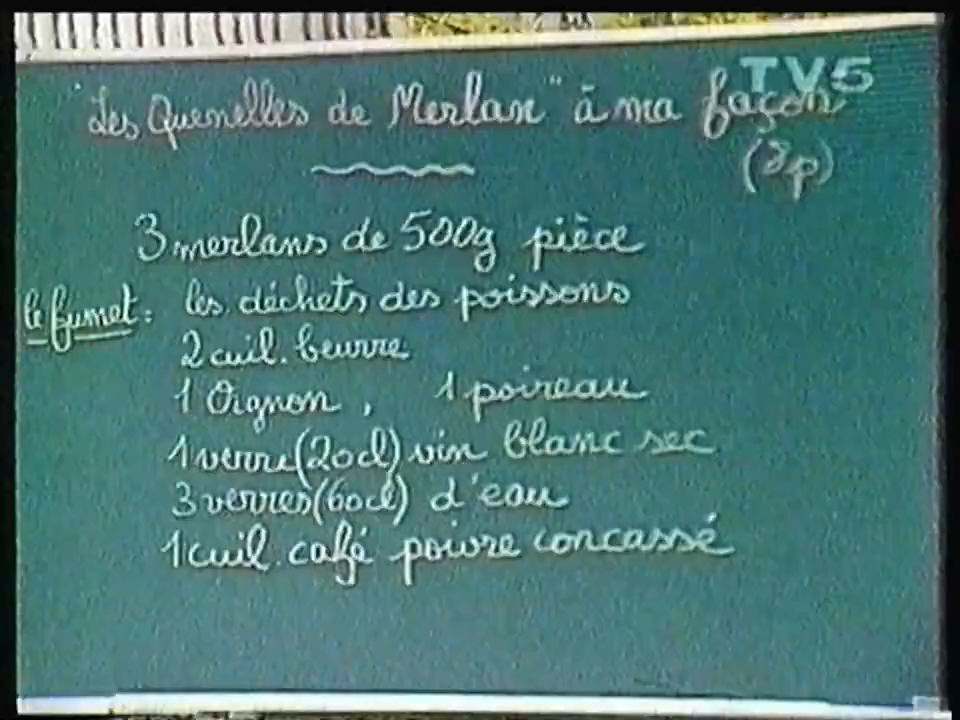 TV5
"Les Quenelles de Merlan" à ma façon
(8p)
3 merlans de 500g pièce
le fumet: les déchets des poissons
2 cuil. beurre
1 Oignon, 1 poireau
1 verre (20cl) vin blanc sec
3 verres (60cl) d'eau
1 cuil. café poivre concassé